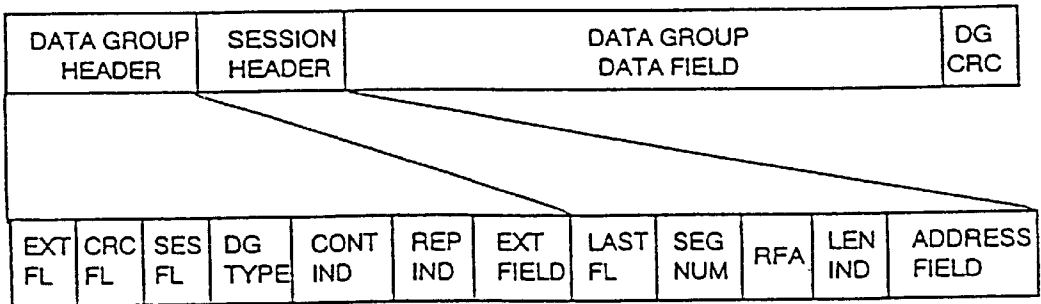 DATA GROUP HEADER
SESSION HEADER
DATA GROUP DATA FIELD
DG CRC
EXT FL
CRC FL
SES FL
DG TYPE
CONT IND
REP IND
EXT FIELD
LAST FL
SEG NUM
RFA
LEN IND
ADDRESS FIELD